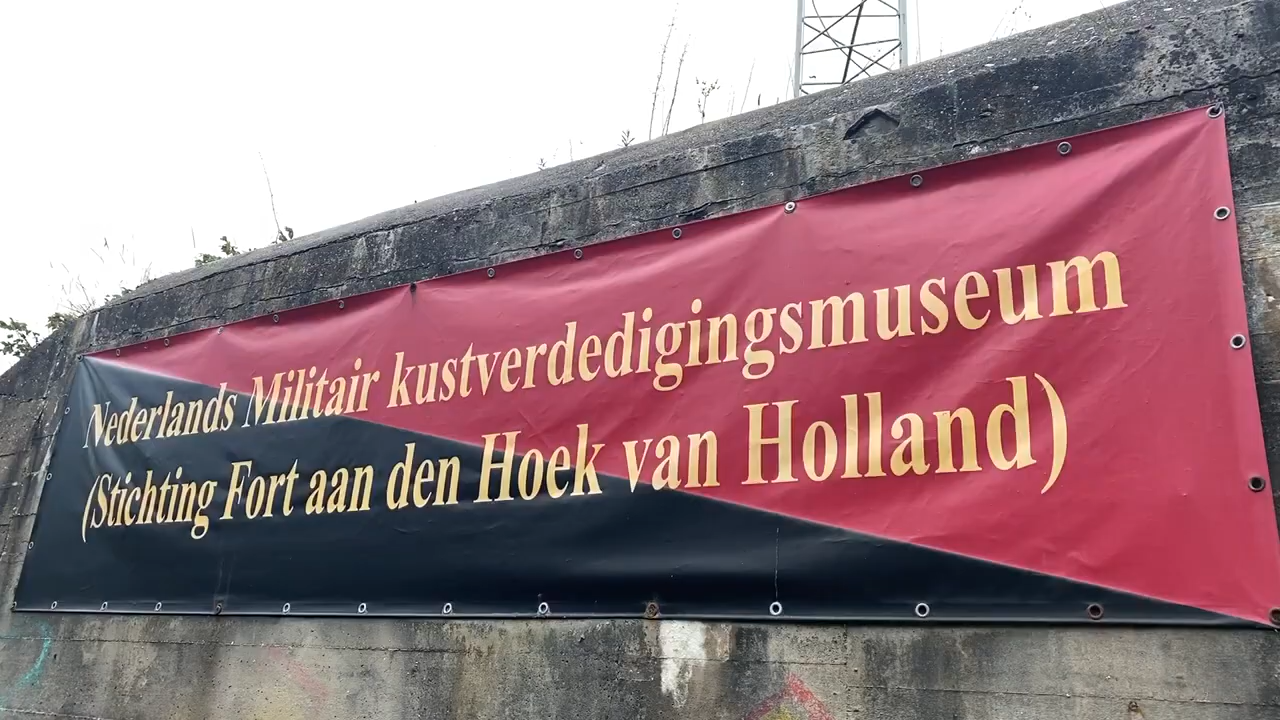 Nederlands Militair kustverdedigingsmuseum
(Stichting Fort aan den Hoek van Holland)